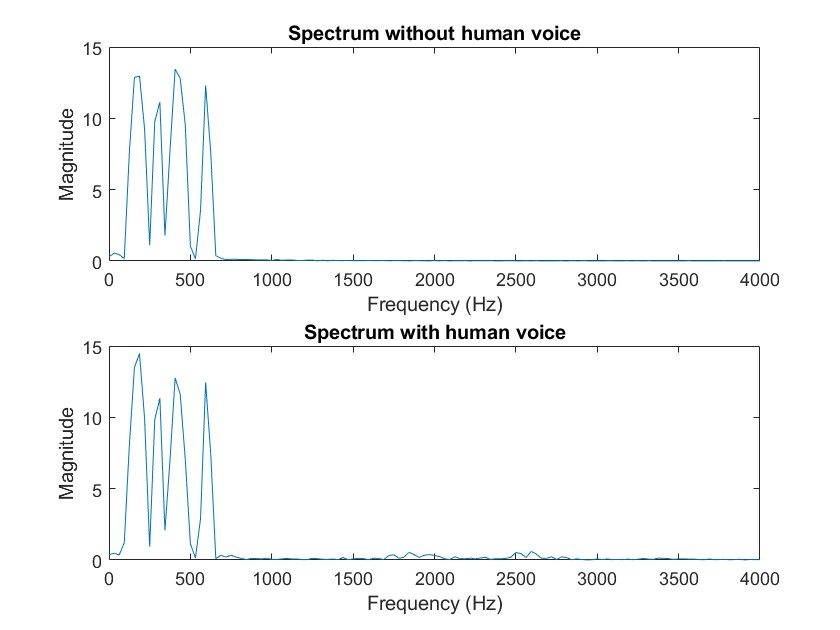 Spectrum without human voice
15
10
5
0
Magnitude
0 500 1000 1500 2000 2500 3000 3500 4000
Frequency (Hz)
Spectrum with human voice
15
10
5
0
Magnitude
0 500 1000 1500 2000 2500 3000 3500 4000
Frequency (Hz)